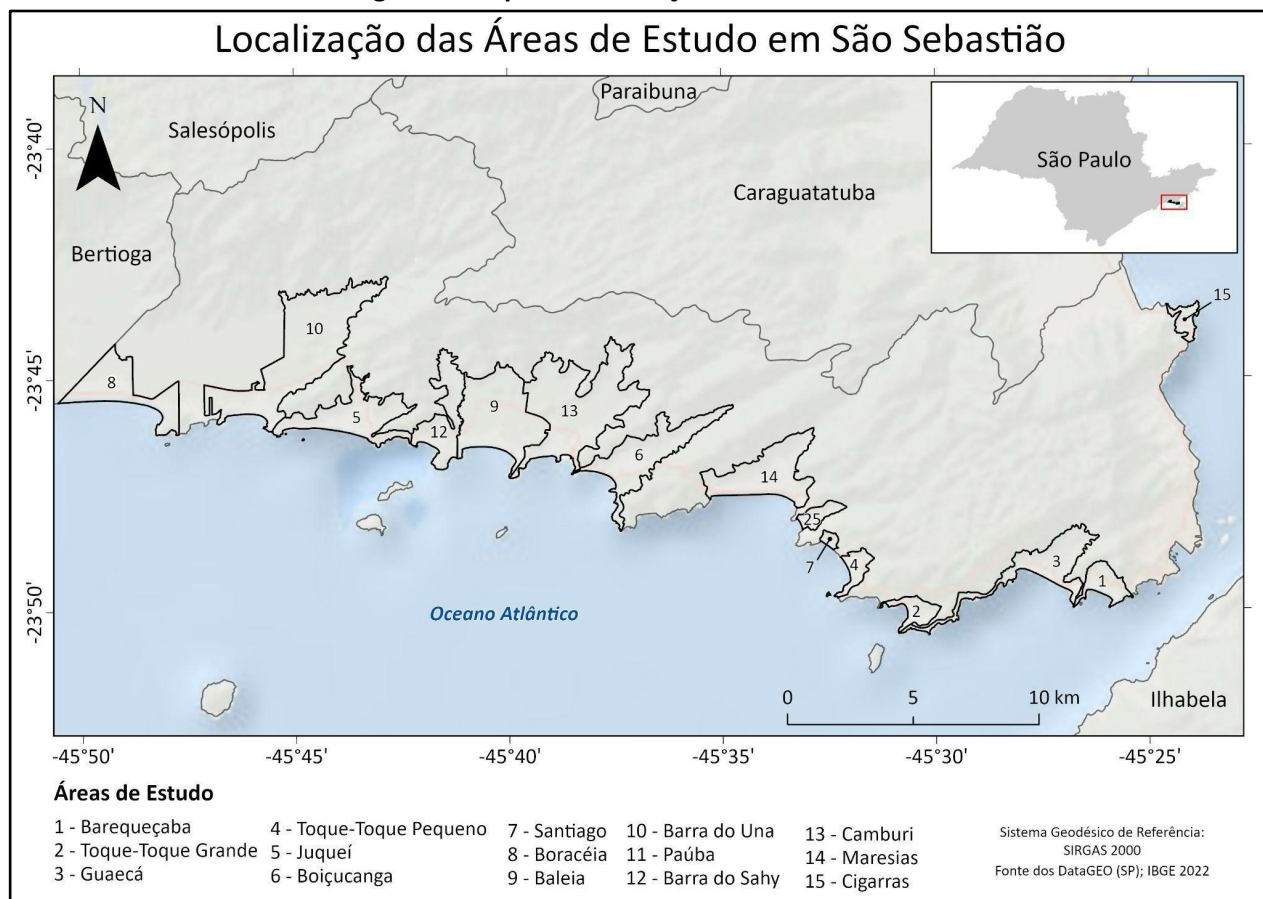 Localização das Áreas de Estudo em São Sebastião
N
Salesópolis
Paraibuna
Bertioga
Caraguatatuba
São Paulo
15
10
8
5
12
9
13
6
14
25
7
4
2
3
1
Oceano Atlântico
Ilhabela
0 5 10 km
-23°40'
-23°45'
-23°50'
-45°50' -45°45' -45°40' -45°35' -45°30' -45°25'
Áreas de Estudo
1 - Barequeçaba
2 - Toque-Toque Grande
3 - Guaecá
4 - Toque-Toque Pequeno
5 - Juqueí
6 - Boiçucanga
7 - Santiago
8 - Boracéia
9 - Baleia
10 - Barra do Una
11 - Paúba
12 - Barra do Sahy
13 - Camburi
14 - Maresias
15 - Cigarras
Sistema Geodésico de Referência:
SIRGAS 2000
Fonte dos DataGEO (SP); IBGE 2022